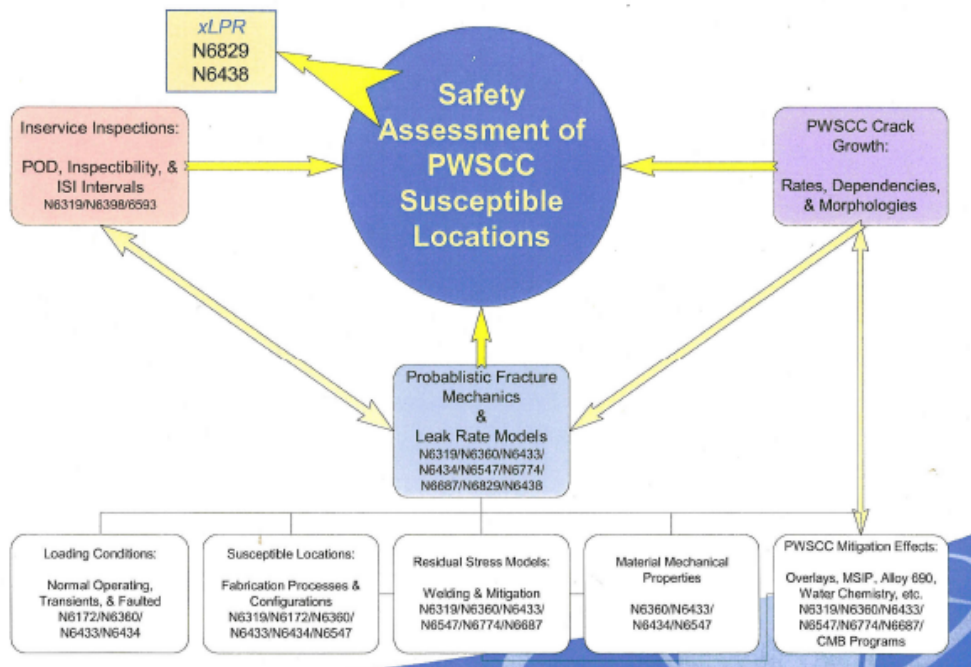 xLPR
N6829
N6438
Safety
Assessment of
PWSCC
Susceptible
Locations
Inservice Inspections:
POD, Inspectibility, &
ISI Intervals
N6319/N6398/6593
PWSCC Crack
Growth:
Rates, Dependencies,
& Morphologies
Probablistic Fracture
Mechanics
&
Leak Rate Models
N6319/N6360/N6433/
N6434/N6547/N6774/
N6687/N6829/N6438
Loading Conditions:
Normal Operating,
Transients, & Faulted
N6172/N6360/
N6433/N6434
Susceptible Locations:
Fabrication Processes &
Configurations
N6319/N6172/N6360/
N6433/N6434/N6547
Residual Stress Models:
Welding & Mitigation
N6319/N6360/N6433/
N6547/N6774/N6687
Material Mechanical
Properties
N6360/N6433/
N6434/N6547
PWSCC Mitigation Effects:
Overlays, MSIP, Alloy 690,
Water Chemistry, etc.
N6319/N6360/N6433/
N6547/N6774/N6687/
CMB Programs